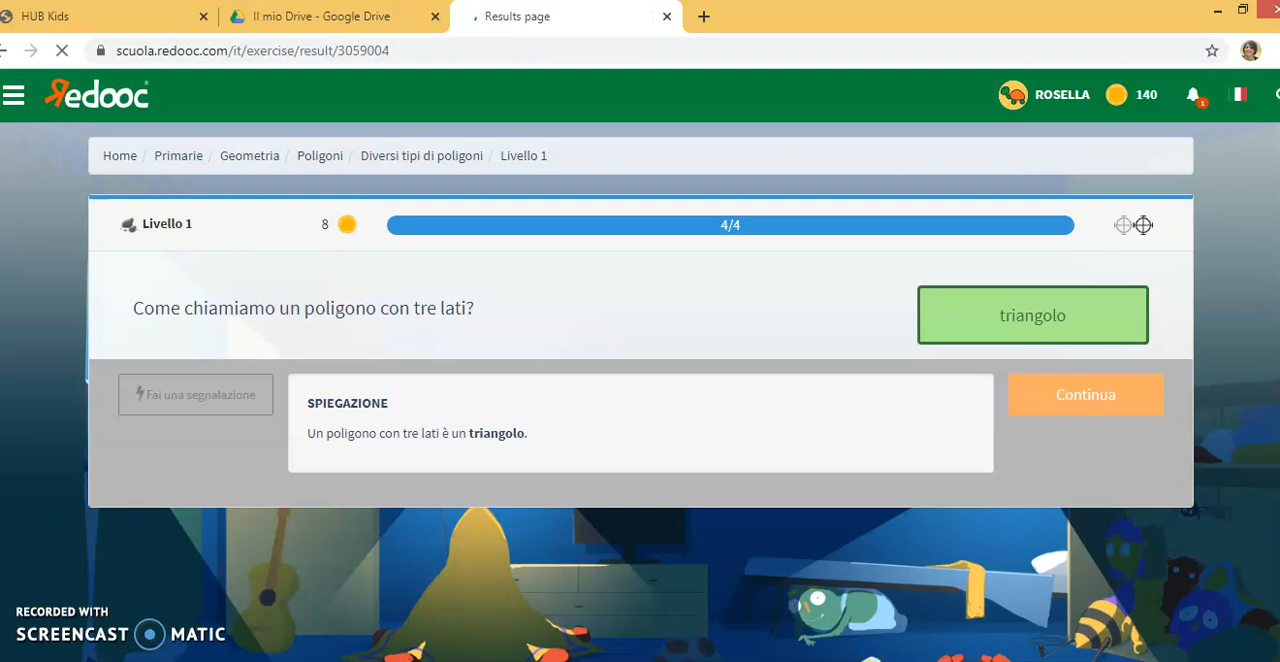 HUB Kids
Il mio Drive - Google Drive
Results page
scuola.redooc.com/it/exercise/result/3059004
Redooc
ROSELLA
140
1
Home / Primarie / Geometria / Poligoni / Diversi tipi di poligoni / Livello 1
Livello 1
8
4/4
Come chiamiamo un poligono con tre lati?
triangolo
Fai una segnalazione
SPIEGAZIONE
Continua
Un poligono con tre lati è un triangolo.
RECORDED WITH
SCREENCAST MATIC